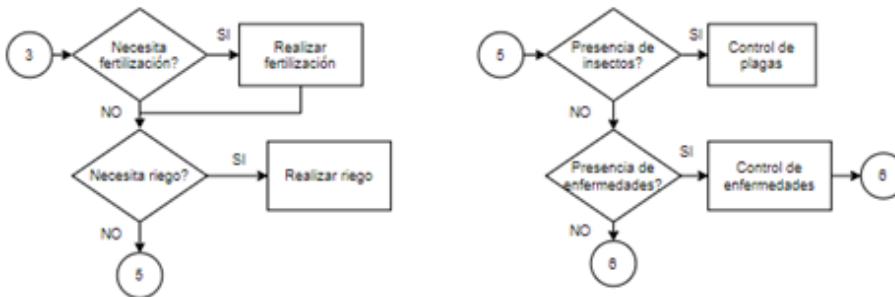 3
Necesita
fertilización?
SI
Realizar
fertilización
NO
Necesita riego?
SI
Realizar riego
NO
5
5
Presencia de
insectos?
SI
Control de
plagas
NO
Presencia de
enfermedades?
SI
Control de
enfermedades
6
NO
6